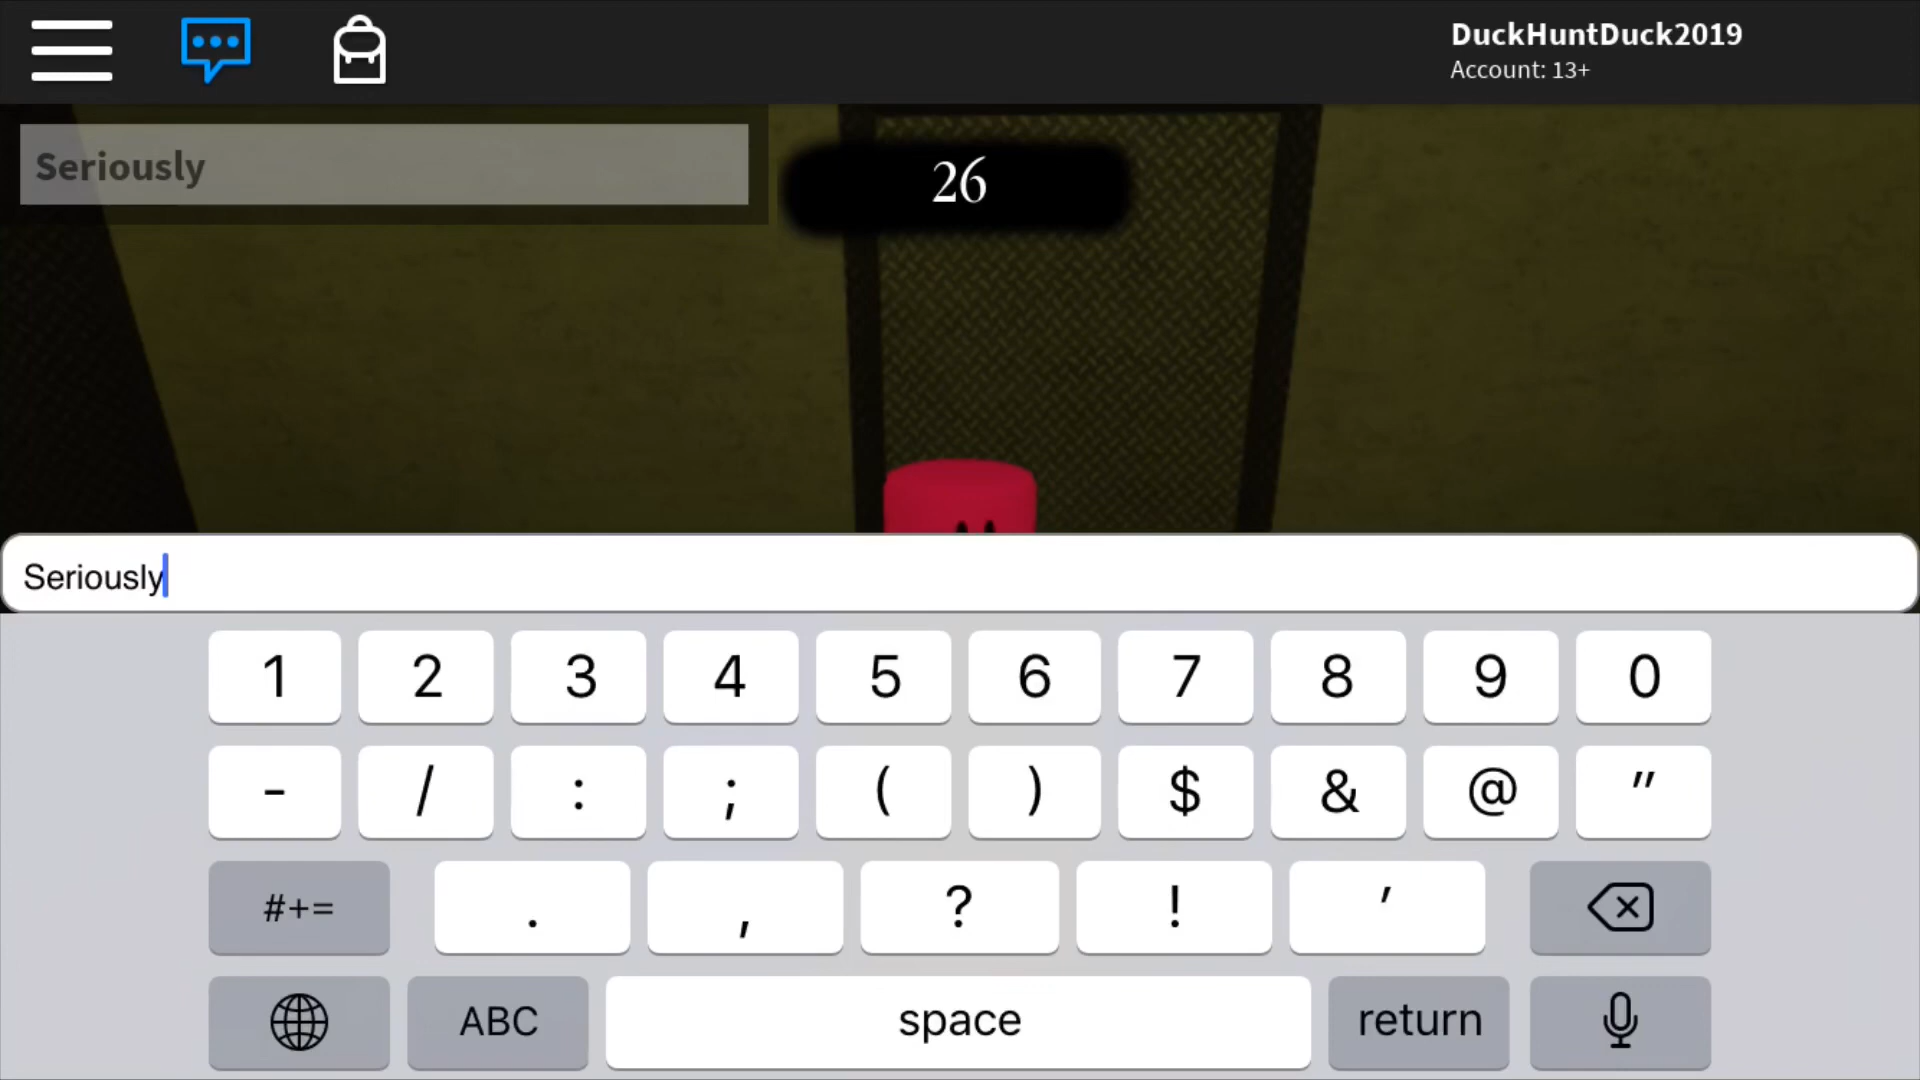 DuckHuntDuck2019
Account: 13+
Seriously
26
Seriously
1 2 3 4 5 6 7 8 9 0
- / : ; ( ) $ & @ "
#+= . , ? ! '
ABC space return